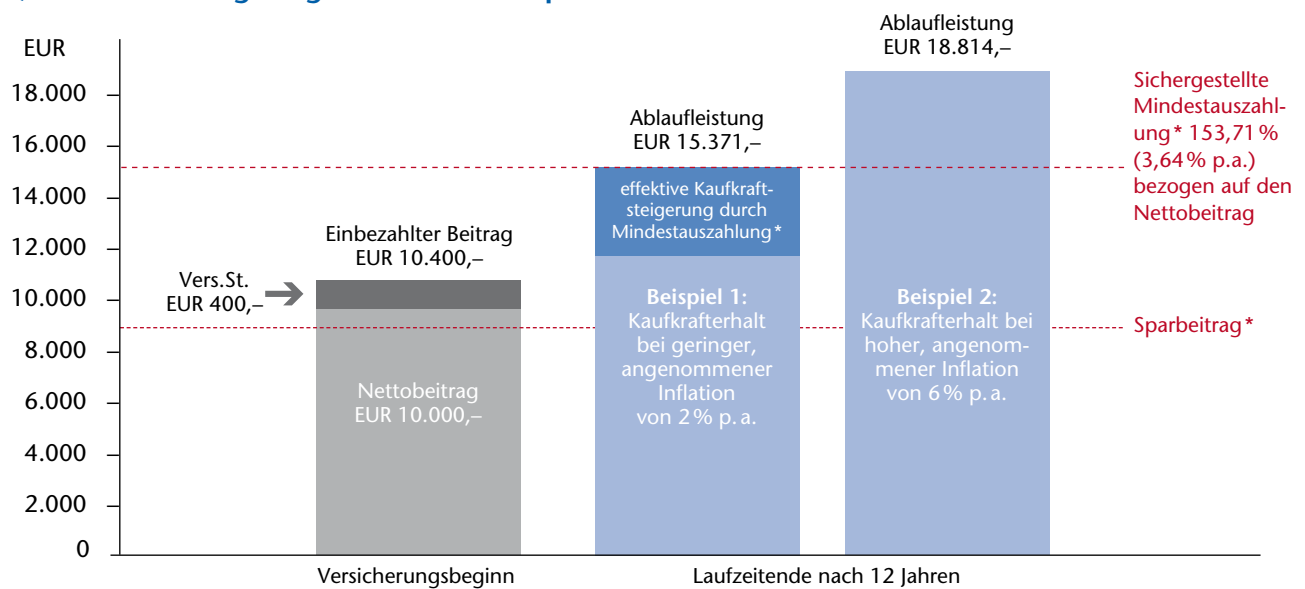 EUR
18.000
16.000
14.000
12.000
10.000
8.000
6.000
4.000
2.000
0
Vers.St.
EUR 400,–
Einbezahlter Beitrag
EUR 10.400,–
Nettobeitrag
EUR 10.000,–
Ablaufleistung
EUR 15.371,–
effektive Kaufkraft-
steigerung durch
Mindestauszahlung*
Beispiel 1:
Kaufkrafterhalt
bei geringer,
angenommener
Inflation
von 2% p.a.
Ablaufleistung
EUR 18.814,–
Beispiel 2:
Kaufkrafterhalt bei
hoher, angenom-
mener Inflation
von 6% p.a.
Sichergestellte
Mindestauszahl-
ung* 153,71%
(3,64% p.a.)
bezogen auf den
Nettobeitrag
Sparbeitrag*
Versicherungsbeginn
Laufzeitende nach 12 Jahren